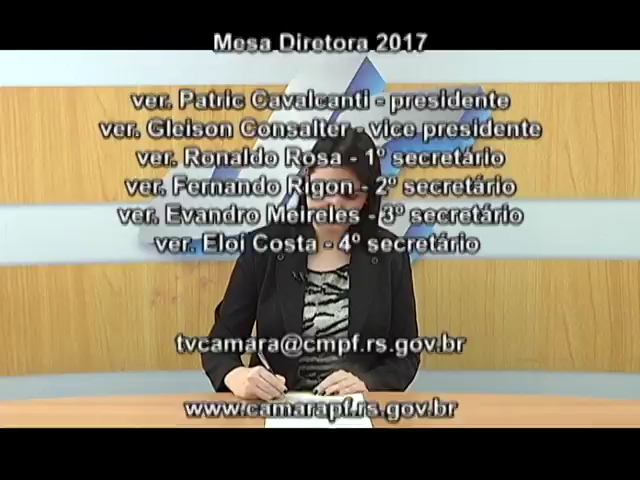 Mesa Diretora 2017
ver. Patric Cavalcanti - presidente
ver. Gleison Consalter - vice presidente
ver. Ronaldo Rosa - 1º secretário
ver. Fernando Rigon - 2º secretário
ver. Evandro Meireles - 3º secretário
ver. Eloí Costa - 4º secretário
tvcamara@cmpf.rs.gov.br
www.camarapf.rs.gov.br